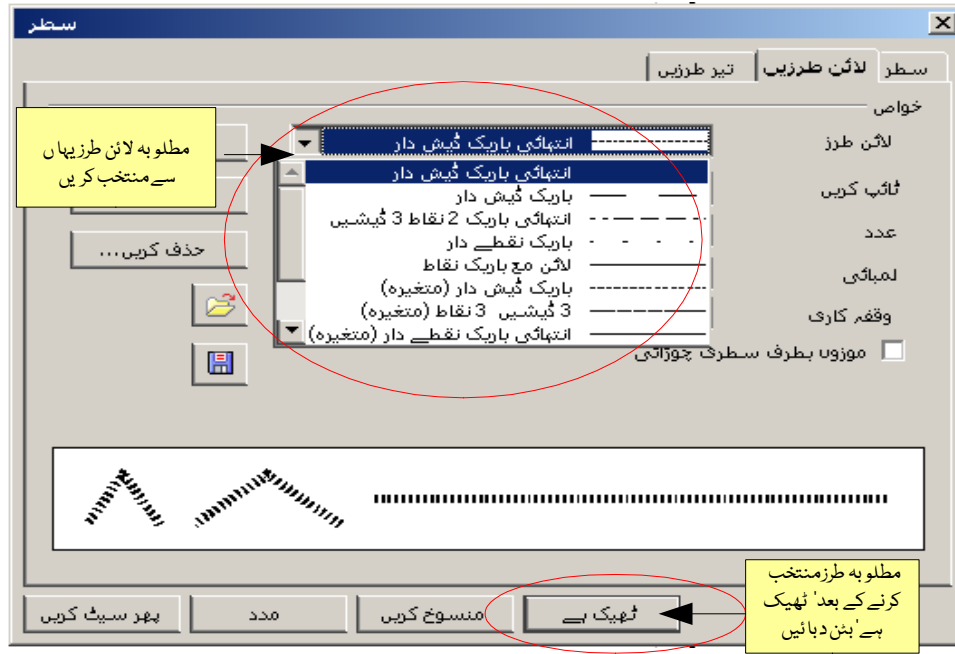 سطر
سطر
لائن طرزیں
تیر طرزیں
خواص
لائن طرز
انتہائی باریک ڈیش دار
انتہائی باریک ڈیش دار
باریک ڈیش دار
انتہائی باریک 2 نقاط 3 ڈیشیں
باریک نقطے دار
لائن مع باریک نقاط
باریک ڈیش دار (متغیرہ)
3 ڈیشیں 3 نقاط (متغیرہ)
انتہائی باریک نقطے دار (متغیرہ)
ٹائپ کریں
عدد
لمبائی
وقفہ کاری
موزوں بطرف سطری چوڑائی
مطلوبہ لائن طرز یہاں
سے منتخب کریں
حذف کریں...
مطلوبہ طرز منتخب
کرنے کے بعد' ٹھیک
ہے' بٹن دبائیں
ٹھیک ہے
منسوخ کریں
مدد
پھر سیٹ کریں